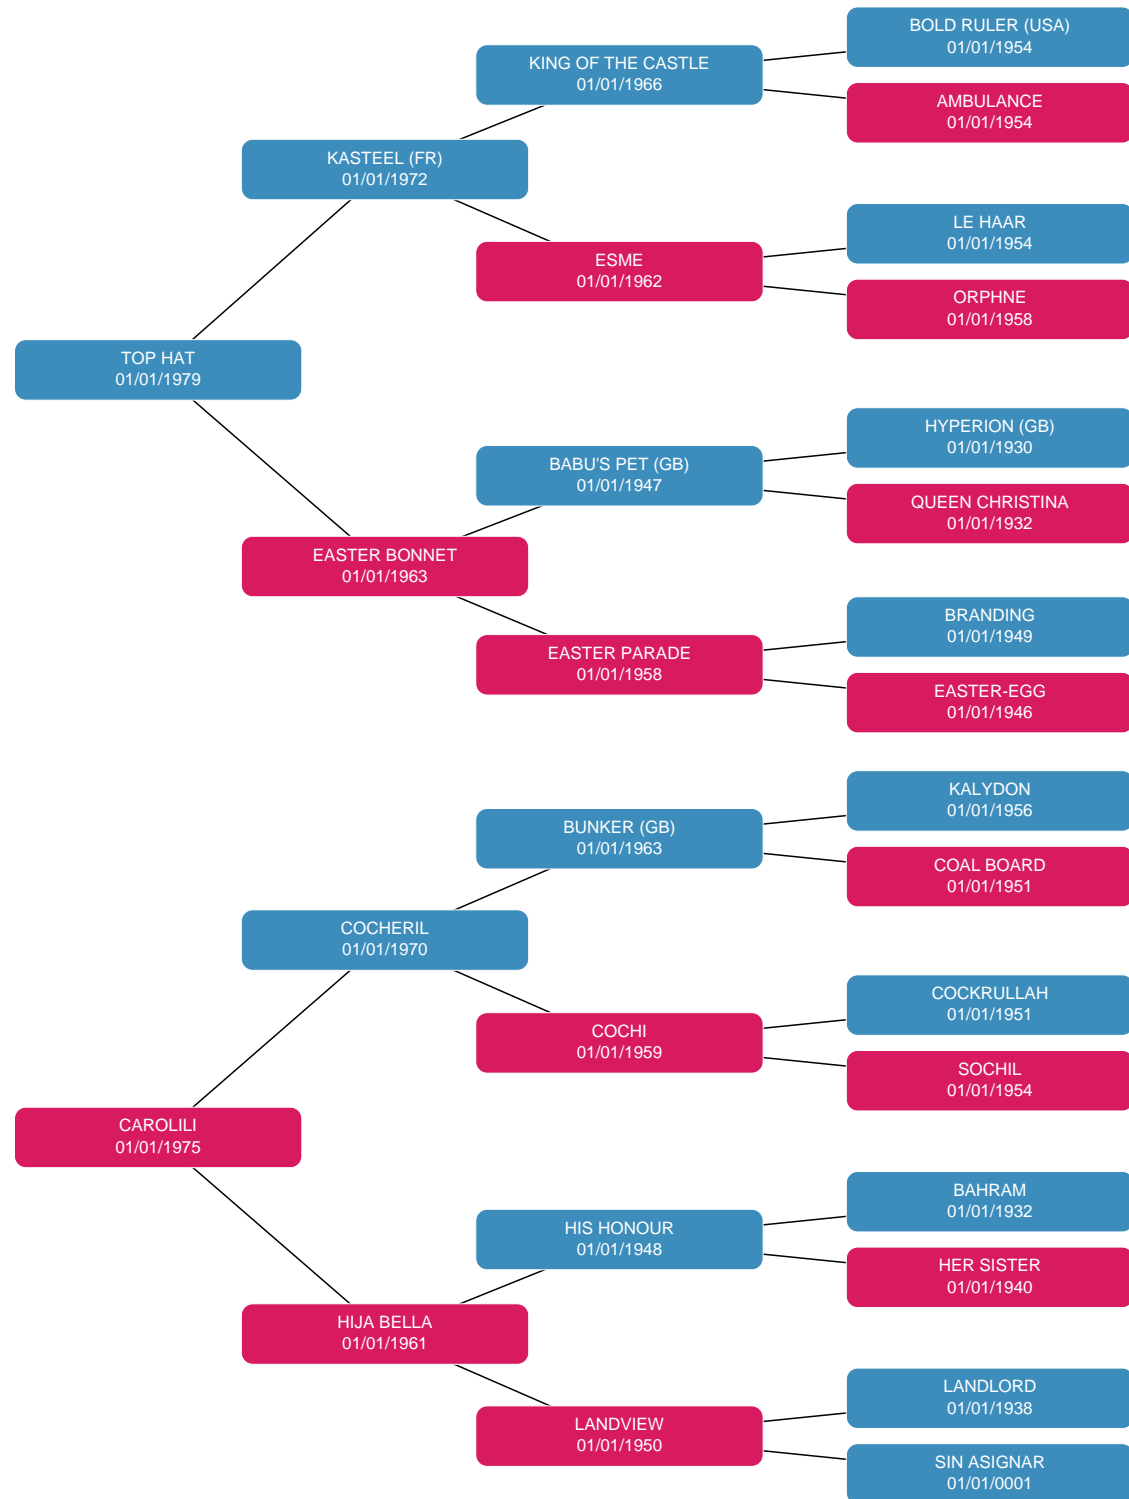 BOLD RULER (USA)
01/01/1954
KING OF THE CASTLE
01/01/1966
AMBULANCE
01/01/1954
KASTEEL (FR)
01/01/1972
LE HAAR
01/01/1954
ESME
01/01/1962
ORPHNE
01/01/1958
TOP HAT
01/01/1979
HYPERION (GB)
01/01/1930
BABU'S PET (GB)
01/01/1947
QUEEN CHRISTINA
01/01/1932
EASTER BONNET
01/01/1963
BRANDING
01/01/1949
EASTER PARADE
01/01/1958
EASTER-EGG
01/01/1946
KALYDON
01/01/1956
BUNKER (GB)
01/01/1963
COAL BOARD
01/01/1951
COCHERIL
01/01/1970
COCKRULLAH
01/01/1951
COCHI
01/01/1959
SOCHIL
01/01/1954
CAROLILI
01/01/1975
BAHRAM
01/01/1932
HIS HONOUR
01/01/1948
HER SISTER
01/01/1940
HIJA BELLA
01/01/1961
LANDLORD
01/01/1938
LANDVIEW
01/01/1950
SIN ASIGNAR
01/01/0001